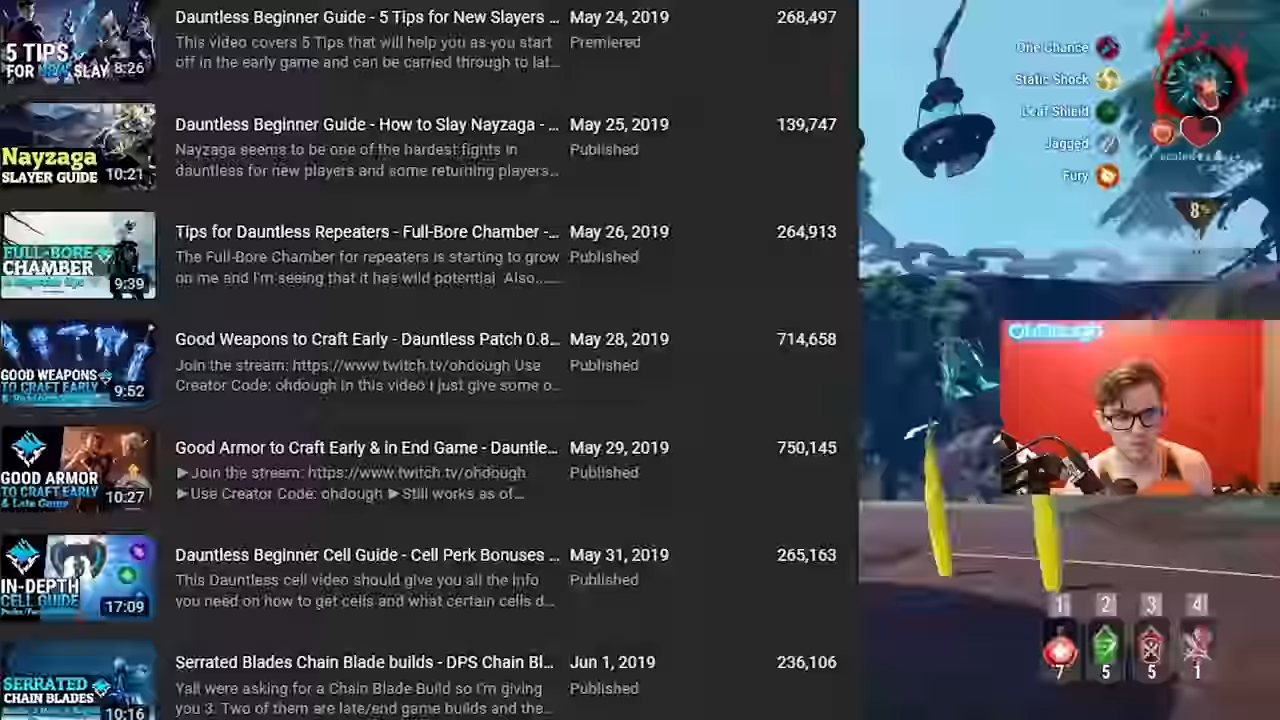 Dauntless Beginner Guide - 5 Tips for New Slayers ...
May 24, 2019
268,497
This video covers 5 Tips that will help you as you start
Premiered
off in the early game and can be carried through to lat...
5 TIPS
FOR NEW SLAY
8:26
Dauntless Beginner Guide - How to Slay Nayzaga - ...
May 25, 2019
139,747
Nayzaga seems to be one of the hardest fights in
Published
dauntless for new players and some returning players...
Nayzaga
SLAYER GUIDE
10:21
Tips for Dauntless Repeaters - Full-Bore Chamber -...
May 26, 2019
264,913
The Full-Bore Chamber for repeaters is starting to grow
Published
on me and I'm seeing that it has wild potential Also......
FULL-BORE
CHAMBER
9:39
Good Weapons to Craft Early - Dauntless Patch 0.8...
May 28, 2019
714,658
Join the stream: https://www.twitch.tv/ohdough Use
Published
Creator Code: ohdough In this video I just give some o...
GOOD WEAPONS
TO CRAFT EARLY
9:52
Good Armor to Craft Early & in End Game - Dauntle...
May 29, 2019
750,145
▶Join the streem: https://www.twitch.tv/ohdough
Published
▶Use Creator Code: ohdough ▶Still works as of...
GOOD ARMOR
TO CRAFT EARLY
& Late Game
10:27
Dauntless Beginner Cell Guide - Cell Perk Bonuses ...
May 31, 2019
265,163
This Dauntless cell video should give you all the info
Published
you need on how to get cells and what certain cells d...
IN-DEPTH
CELL GUIDE
17:09
Serrated Blades Chain Blade builds - DPS Chain Bl...
Jun 1, 2019
236,106
Yall were asking for a Chain Blade Build so I'm giving
Published
you 3. Two of them are late/end game builds and the...
SERRATED
CHAIN BLADES
10:16
One Chance
Static Shock
Leaf Shield
Jagged
Fury
8%
OhDough
1 2 3 4
7 5 5 1